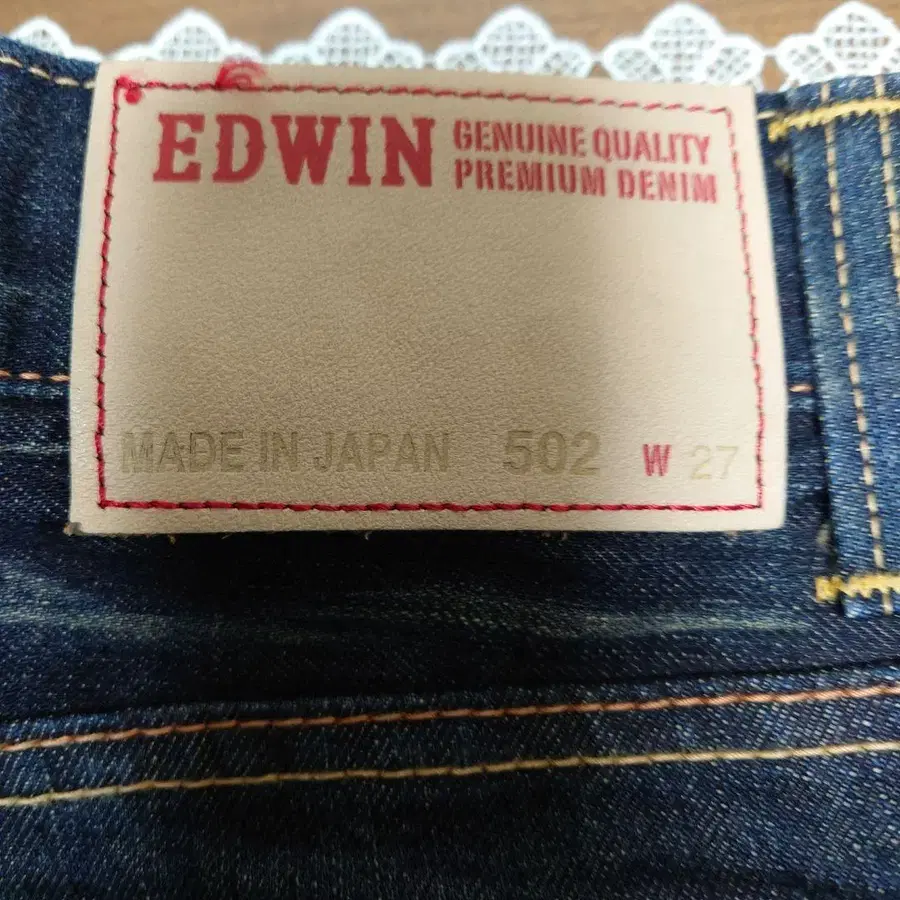 EDWIN GENUINE QUALITY
PREMIUM DENIM
MADE IN JAPAN 502 W 27